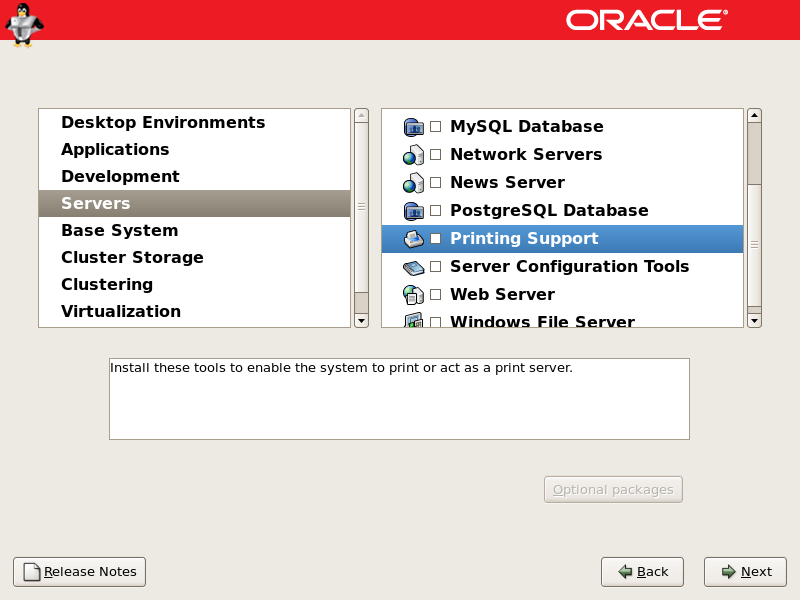 ORACLE®
Desktop Environments
Applications
Development
Servers
Base System
Cluster Storage
Clustering
Virtualization
MySQL Database
Network Servers
News Server
PostgreSQL Database
Printing Support
Server Configuration Tools
Web Server
Windows File Server
Install these tools to enable the system to print or act as a print server.
Optional packages
Release Notes
Back
Next